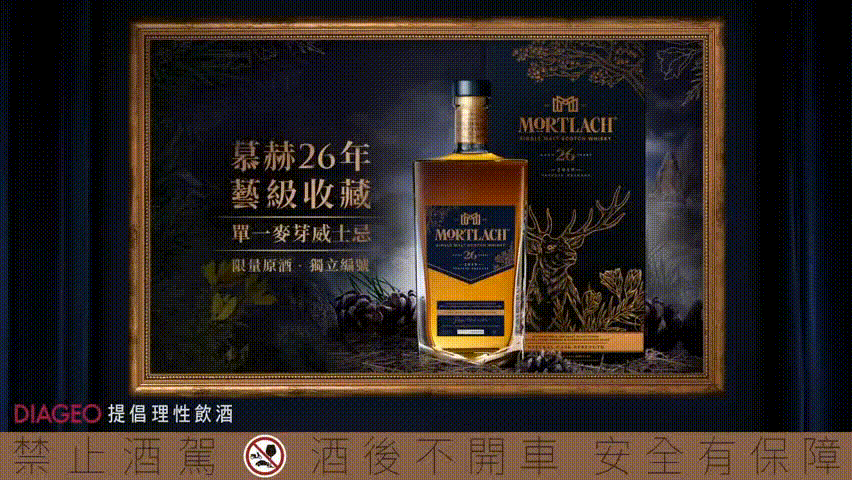 慕赫26年
藝級收藏
單一麥芽威士忌
限量原酒 · 獨立編號
MORTLACH
SINGLE MALT SCOTCH WHISKY
26
2019
MORTLACH
SINGLE MALT SCOTCH WHISKY
26
2019
DIAGEO 提倡理性飲酒
禁止酒駕 酒後不開車 安全有保障